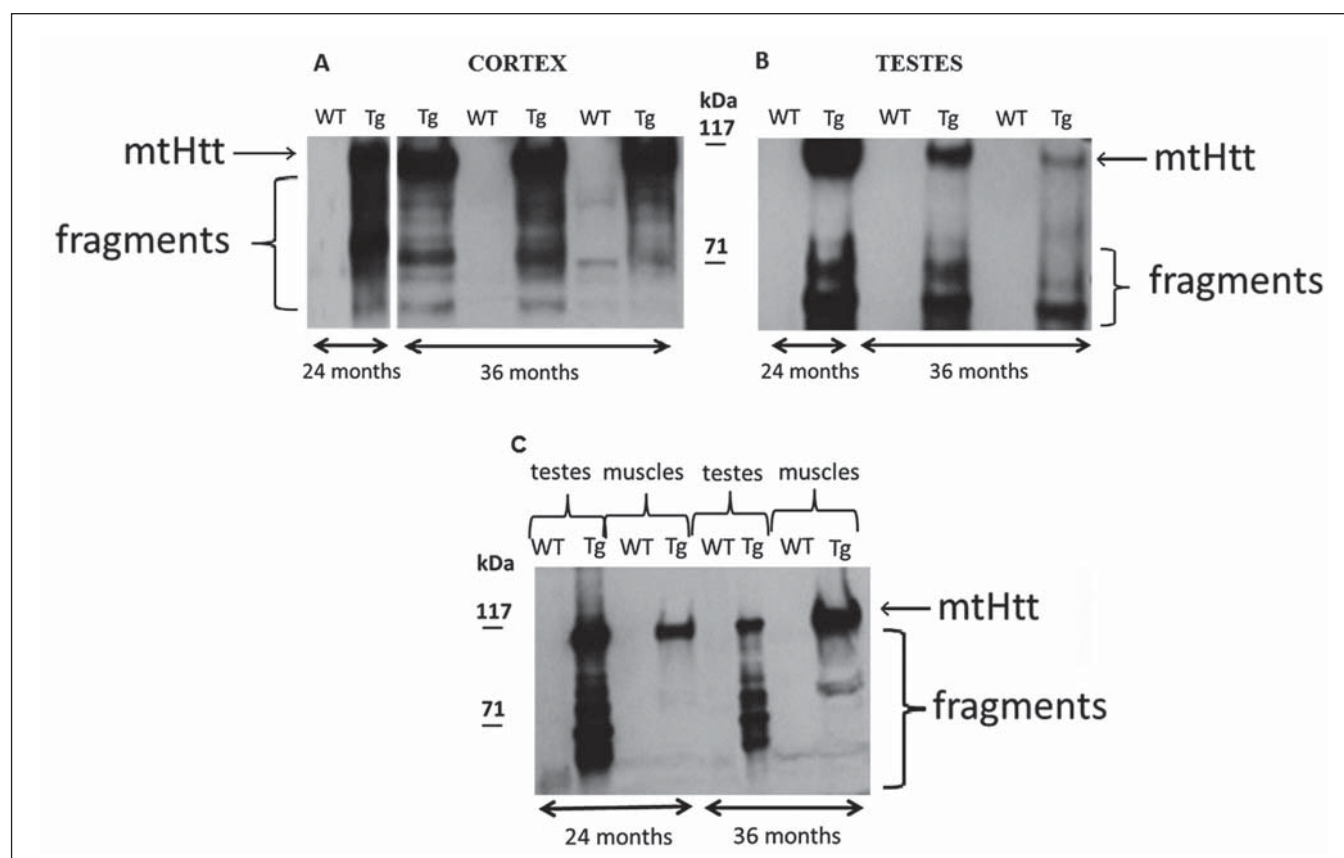 A CORTEX
WT Tg Tg WT Tg WT Tg
mtHtt
fragments
24 months 36 months
kDa
117
71
B TESTES
WT Tg WT Tg WT Tg
mtHtt
fragments
24 months 36 months
C
testes muscles testes muscles
WT Tg WT Tg WT Tg WT Tg
kDa
117
71
mtHtt
fragments
24 months 36 months